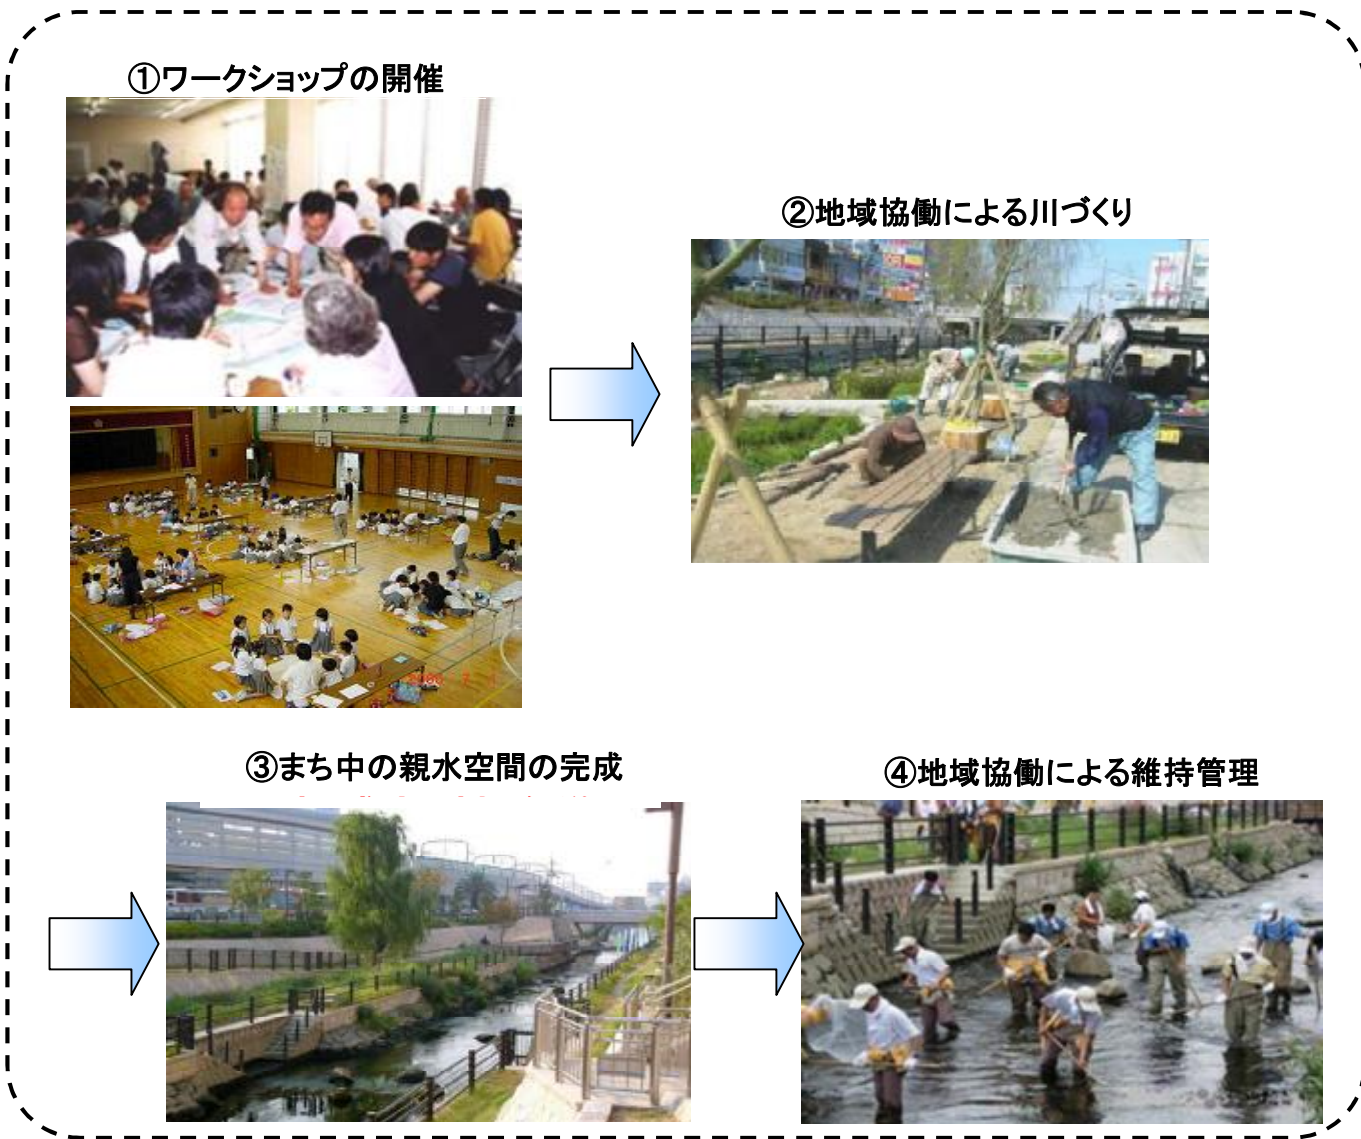 ①ワークショップの開催
②地域協働による川づくり
③まち中の親水空間の完成
④地域協働による維持管理